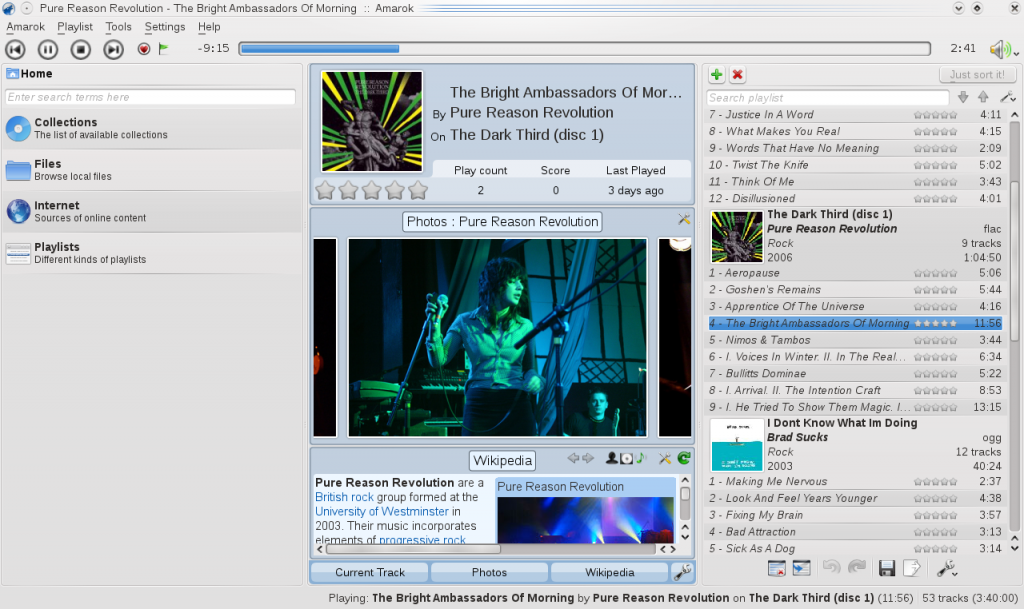 Pure Reason Revolution - The Bright Ambassadors Of Morning :: Amarok
Amarok Playlist Tools Settings Help
-9:15 2:41
Home
Enter search terms here
Collections
The list of available collections
Files
Browse local files
Internet
Sources of online content
Playlists
Different kinds of playlists
PURE REASON
REVOLUTION
THE DARK THIRD
The Bright Ambassadors Of Mor...
By Pure Reason Revolution
On The Dark Third (disc 1)
Play count Score Last Played
2 0 3 days ago
Photos : Pure Reason Revolution
Wikipedia
Pure Reason Revolution are a
British rock group formed at the
University of Westminster in
2003. Their music incorporates
elements of progressive rock
Pure Reason Revolution
Current Track Photos Wikipedia
Just sort it!
Search playlist
7 - Justice In A Word 4:11
8 - What Makes You Real 4:15
9 - Words That Have No Meaning 2:09
10 - Twist The Knife 5:02
11 - Think Of Me 3:43
12 - Disillusioned 4:01
The Dark Third (disc 1)
Pure Reason Revolution flac
Rock 9 tracks
2006 1:04:50
1 - Aeropause 5:06
2 - Goshen's Remains 5:44
3 - Apprentice Of The Universe 4:16
4 - The Bright Ambassadors Of Morning 11:56
5 - Nimos & Tambos 3:44
6 - I. Voices In Winter. II. In The Real... 6:34
7 - Bullitts Dominae 5:22
8 - I. Arrival. II. The Intention Craft 8:53
9 - I. He Tried To Show Them Magic. I... 13:15
I Dont Know What Im Doing
Brad Sucks ogg
Rock 12 tracks
2003 40:24
1 - Making Me Nervous 2:37
2 - Look And Feel Years Younger 4:38
3 - Fixing My Brain 3:57
4 - Bad Attraction 3:13
5 - Sick As A Dog 3:14
Playing: The Bright Ambassadors Of Morning by Pure Reason Revolution on The Dark Third (disc 1) (11:56) 53 tracks (3:40:00)